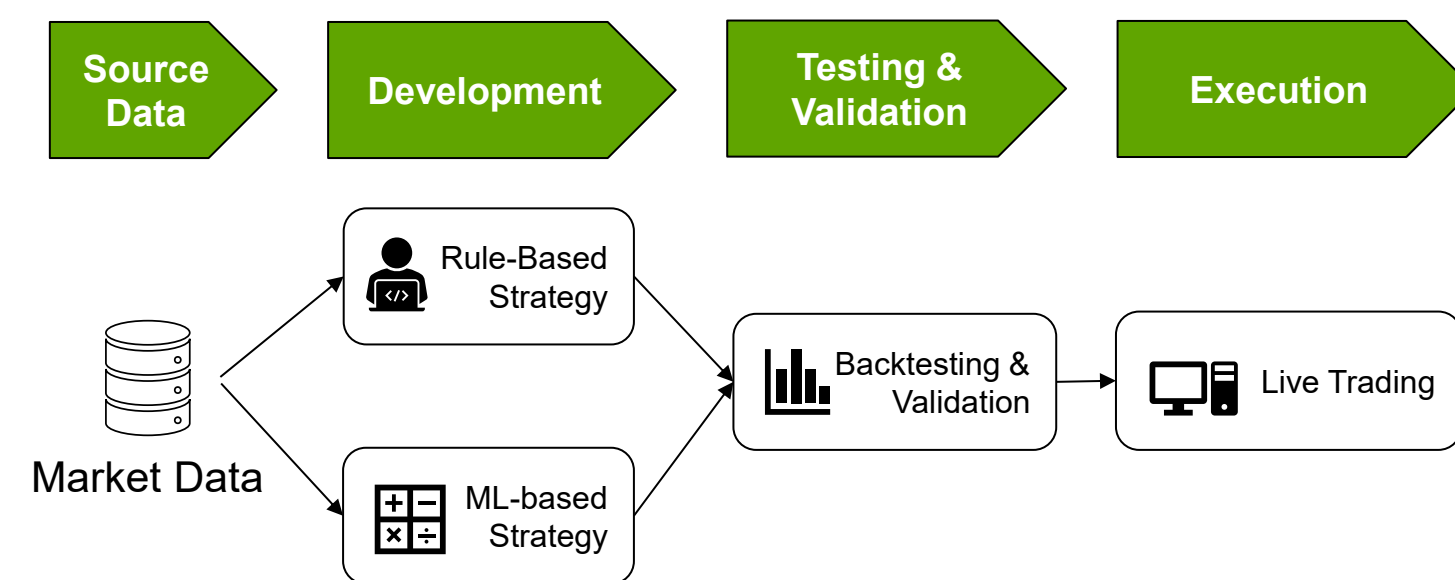 Source
Data
Development
Testing &
Validation
Execution
Rule-Based
Strategy
</>
Market Data
ML-based
Strategy
Backtesting &
Validation
Live Trading